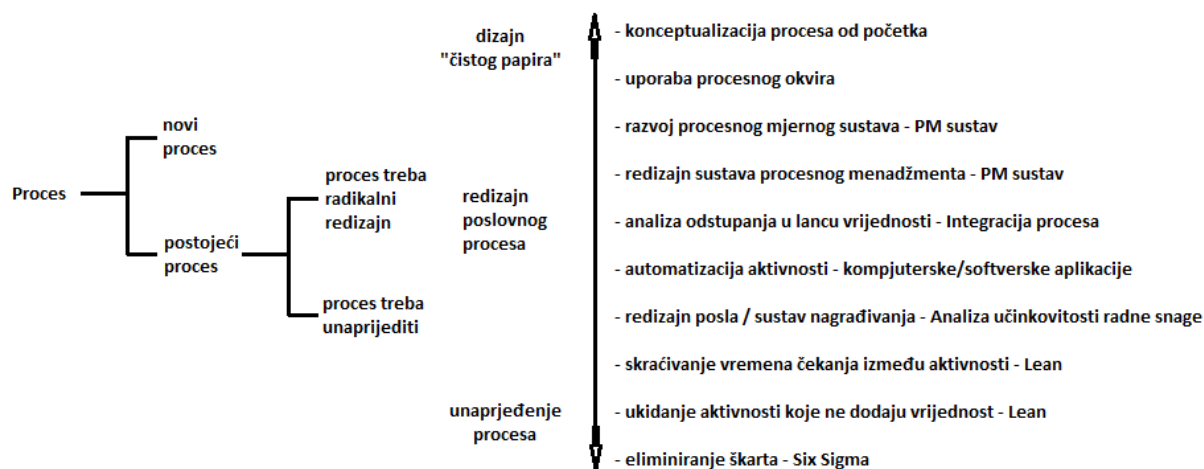 Proces
novi
proces
postojeći
proces
proces treba
radikalni
redizajn
proces treba
unaprijediti
dizajn
"čistog papira"
redizajn
poslovnog
procesa
unaprjeđenje
procesa
- konceptualizacija procesa od početka
- uporaba procesnog okvira
- razvoj procesnog mjernog sustava - PM sustav
- redizajn sustava procesnog menadžmenta - PM sustav
- analiza odstupanja u lancu vrijednosti - Integracija procesa
- automatizacija aktivnosti - kompjuterske/softverske aplikacije
- redizajn posla / sustav nagrađivanja - Analiza učinkovitosti radne snage
- skraćivanje vremena čekanja između aktivnosti - Lean
- ukidanje aktivnosti koje ne dodaju vrijednost - Lean
- eliminiranje škarta - Six Sigma